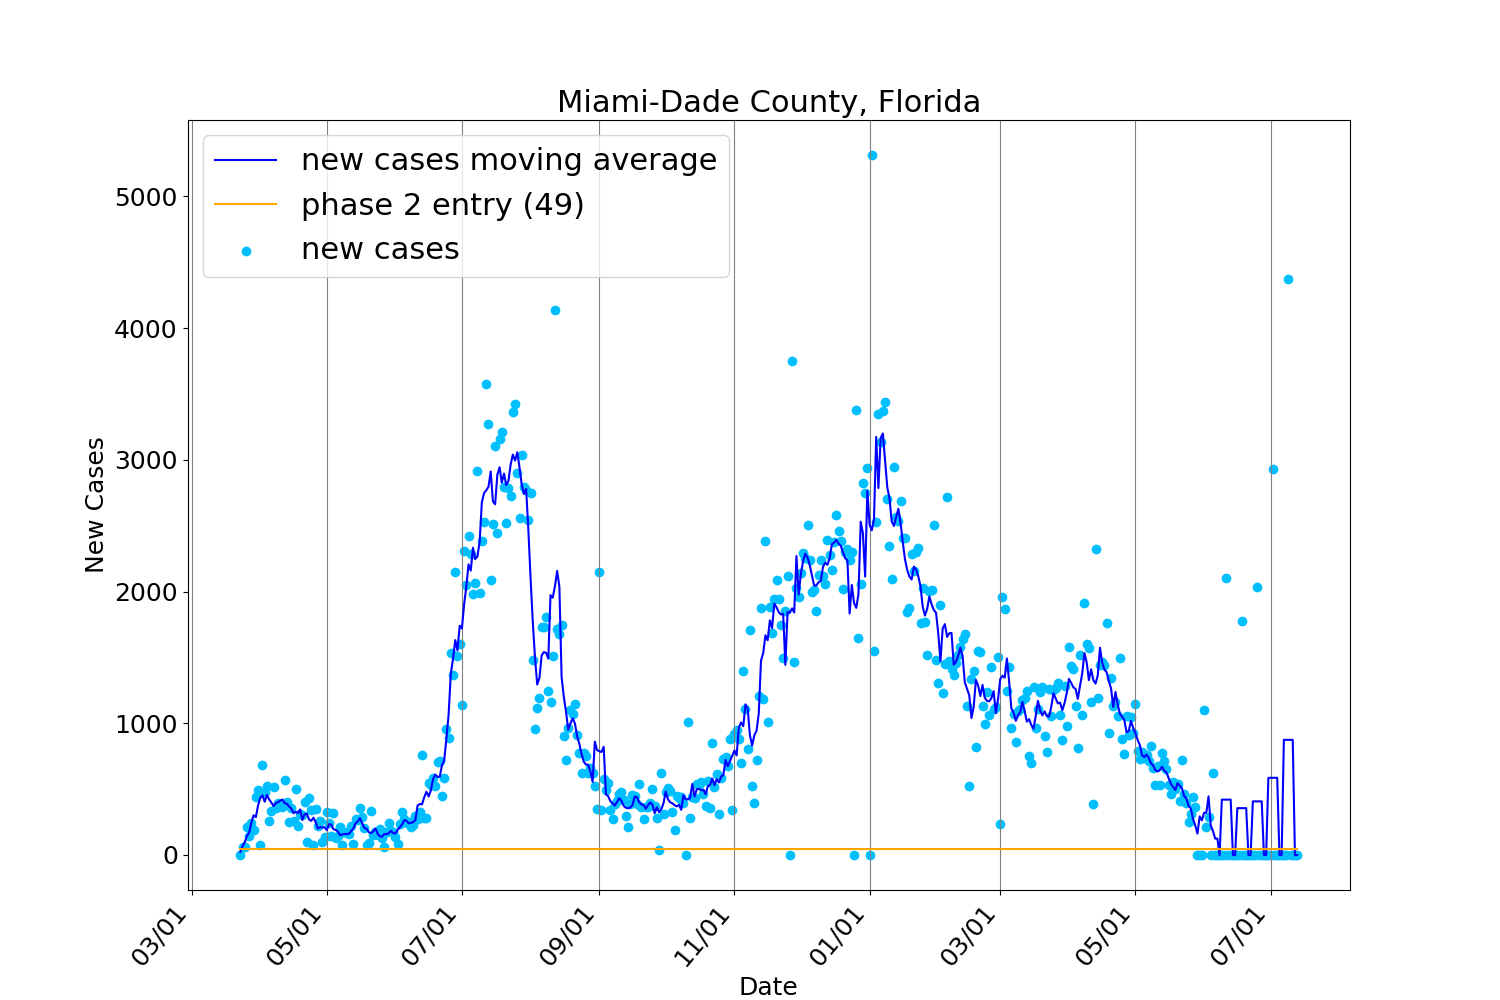 Miami-Dade County, Florida
new cases moving average
phase 2 entry (49)
new cases
New Cases
5000
4000
3000
2000
1000
0
03/01
05/01
07/01
09/01
11/01
01/01
03/01
05/01
07/01
Date